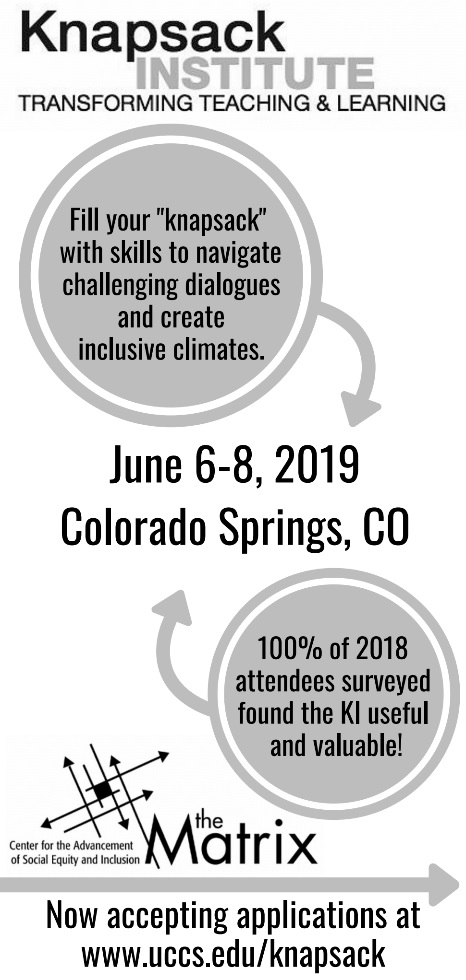 Knapsack
INSTITUTE
TRANSFORMING TEACHING & LEARNING
Fill your "knapsack"
with skills to navigate
challenging dialogues
and create
inclusive climates.
June 6-8, 2019
Colorado Springs, CO
100% of 2018
attendees surveyed
found the KI useful
and valuable!
the
Matrix
Center for the Advancement
of Social Equity and Inclusion
Now accepting applications at
www.uccs.edu/knapsack